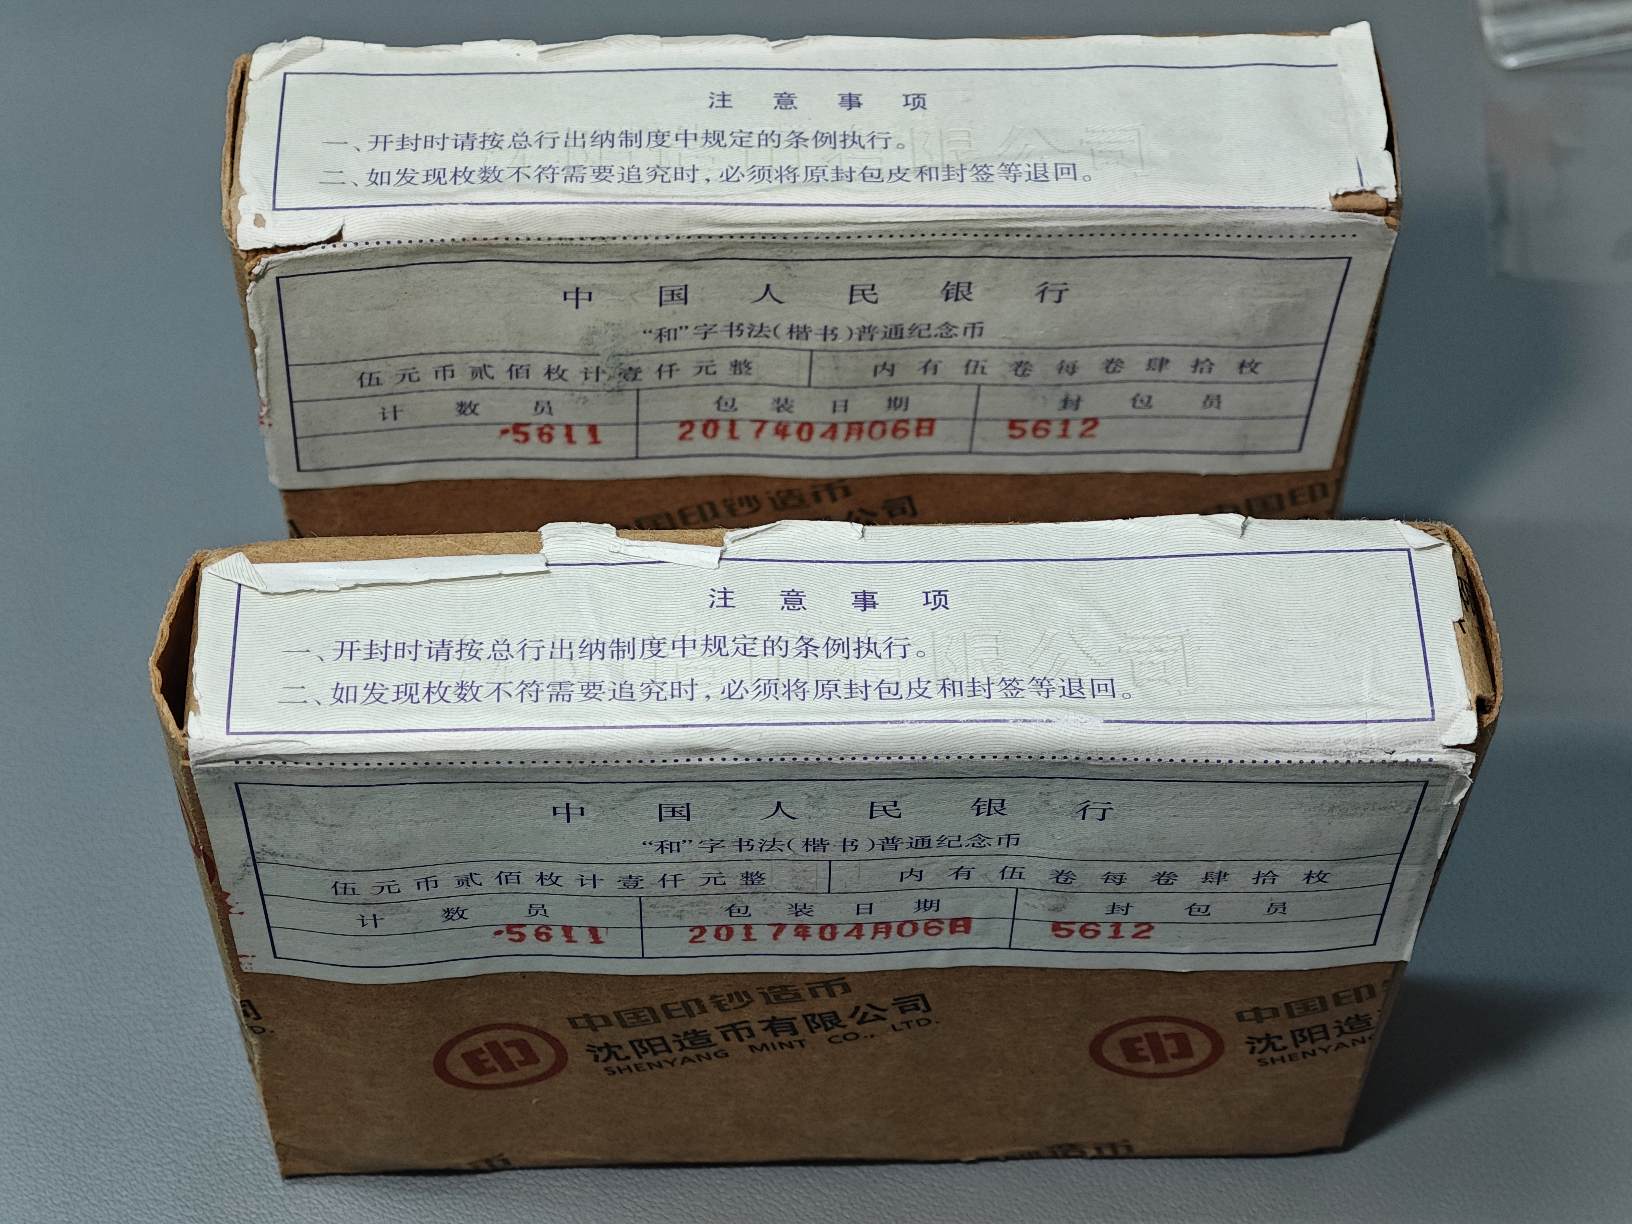 注意事项
一、开封时请按总行出纳制度中规定的条例执行。
二、如发现枚数不符需要追究时，必须将原封包皮和封签等退回。
中国人民银行
“和”字书法(楷书)普通纪念币
伍元币贰佰枚计壹仟元整 内有伍卷每卷肆拾枚
计数员 包装日期 封包员
5611 2017年04月06日 5612
中国印钞造币 中国印
公司
注意事项
一、开封时请按总行出纳制度中规定的条例执行。
二、如发现枚数不符需要追究时，必须将原封包皮和封签等退回。
中国人民银行
“和”字书法(楷书)普通纪念币
伍元币贰佰枚计壹仟元整 内有伍卷每卷肆拾枚
计数员 包装日期 封包员
5611 2017年04月06日 5612
中国印钞造币 中国印
沈阳造币有限公司 沈阳造
SHENYANG MINT CO., LTD. SHENYAN